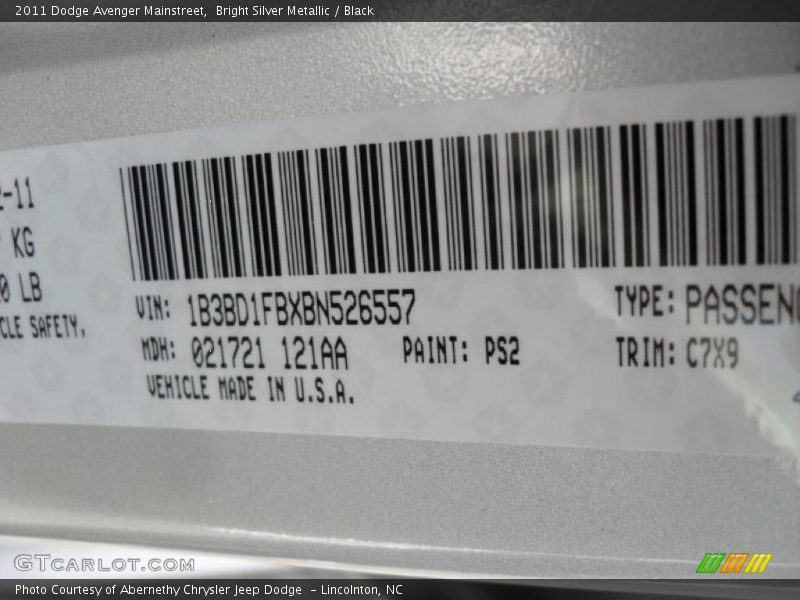 2011 Dodge Avenger Mainstreet,  Bright Silver Metallic / Black
-11
KG
0 LB
CLE SAFETY.
VIN: 1B3BD1FBXBN526557
TYPE: PASSEN
MDH: 021721 121AA
PAINT: PS2
TRIM: C7X9
VEHICLE MADE IN U.S.A.
GTCARLOT.COM
Photo Courtesy of Abernethy Chrysler Jeep Dodge  – Lincolnton, NC